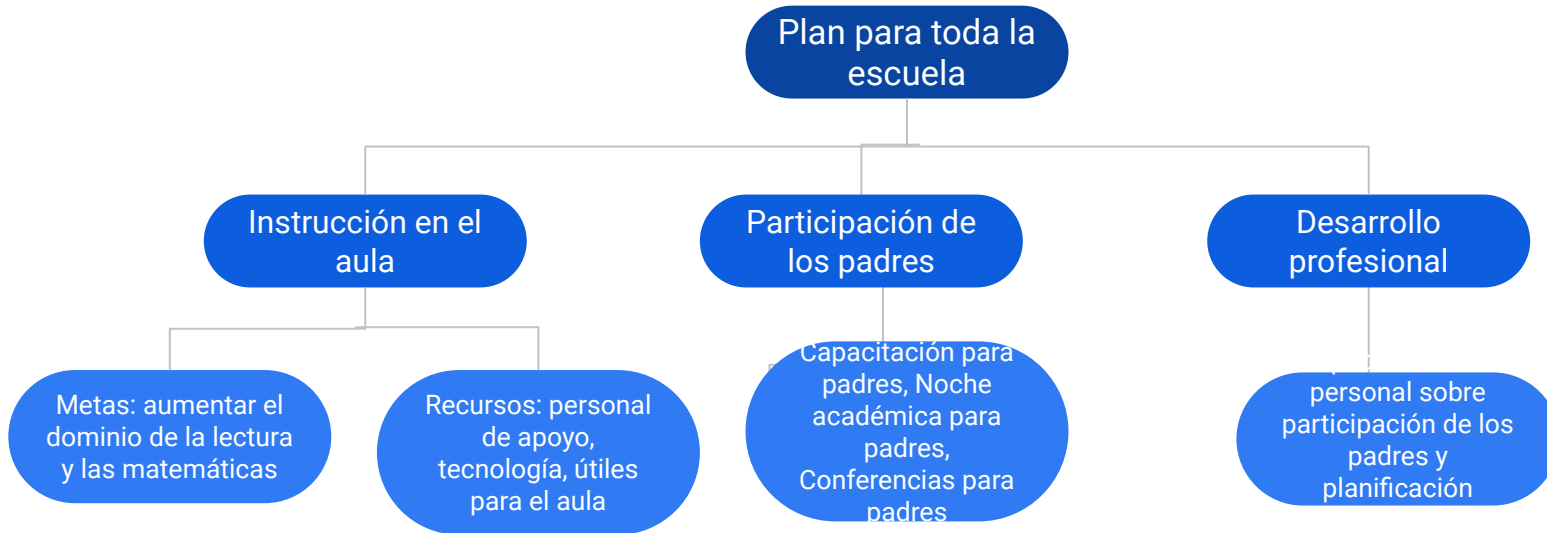 Plan para toda la
escuela
Instrucción en el
aula
Participación de
los padres
Desarrollo
profesional
Metas: aumentar el
dominio de la lectura
y las matemáticas
Recursos: personal
de apoyo,
tecnología, útiles
para el aula
Capacitación para
padres, Noche
académica para
padres,
Conferencias para
padres
personal sobre
participación de los
padres y
planificación